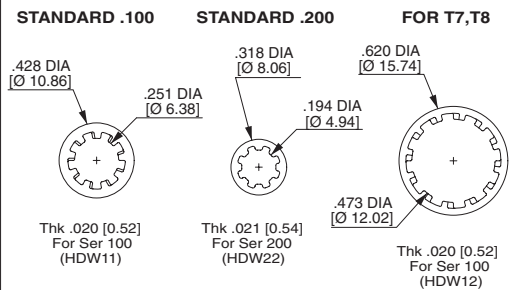 STANDARD .100
.428 DIA
[Ø 10.86]
.251 DIA
[Ø 6.38]
Thk .020 [0.52]
For Ser 100
(HDW11)
STANDARD .200
.318 DIA
[Ø 8.06]
.194 DIA
[Ø 4.94]
Thk .021 [0.54]
For Ser 200
(HDW22)
FOR T7,T8
.620 DIA
[Ø 15.74]
.473 DIA
[Ø 12.02]
Thk .020 [0.52]
For Ser 100
(HDW12)